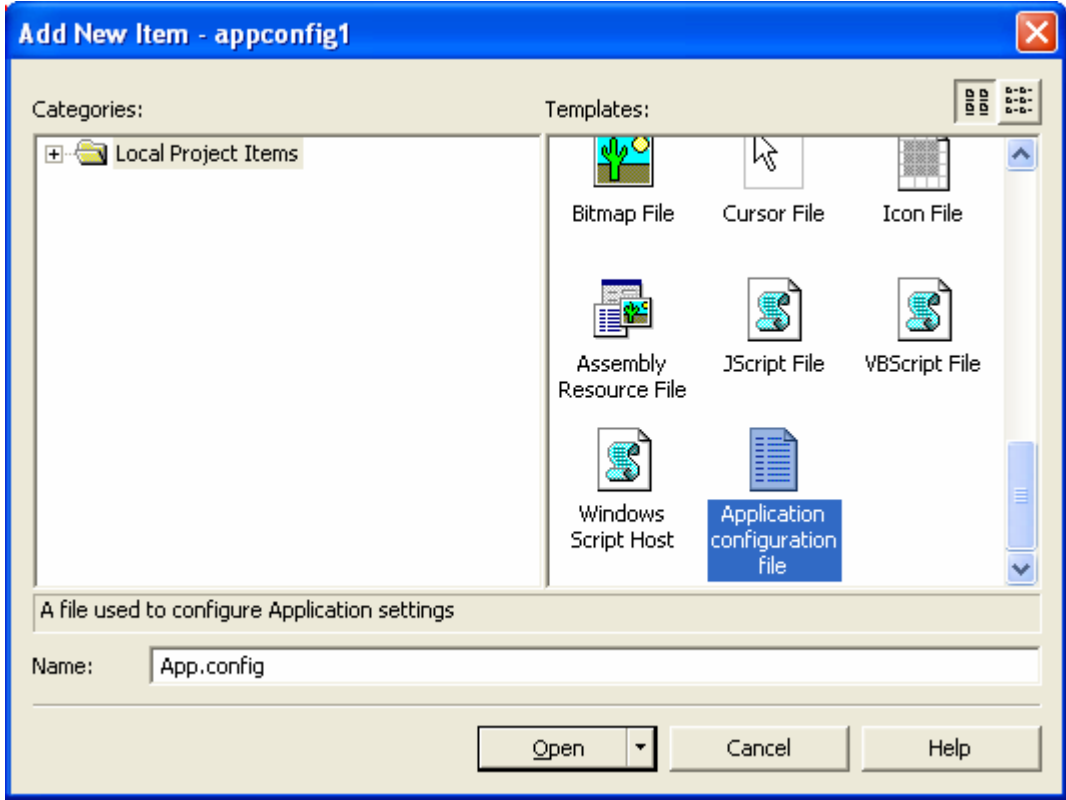 Add New Item - appconfig1
Categories:
Templates:
Local Project Items
Bitmap File
Cursor File
Icon File
Assembly
Resource File
JScript File
VBScript File
Windows
Script Host
Application
configuration
file
A file used to configure Application settings
Name:
App.config
Open
Cancel
Help